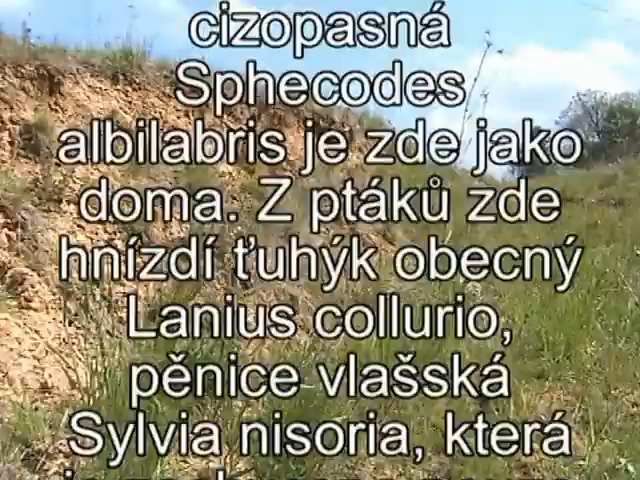 cizopasná
Sphecodes
albilabris je zde jako
doma. Z ptáků zde
hnízdí ťuhýk obecný
Lanius collurio,
pěnice vlašská
Sylvia nisoria, která